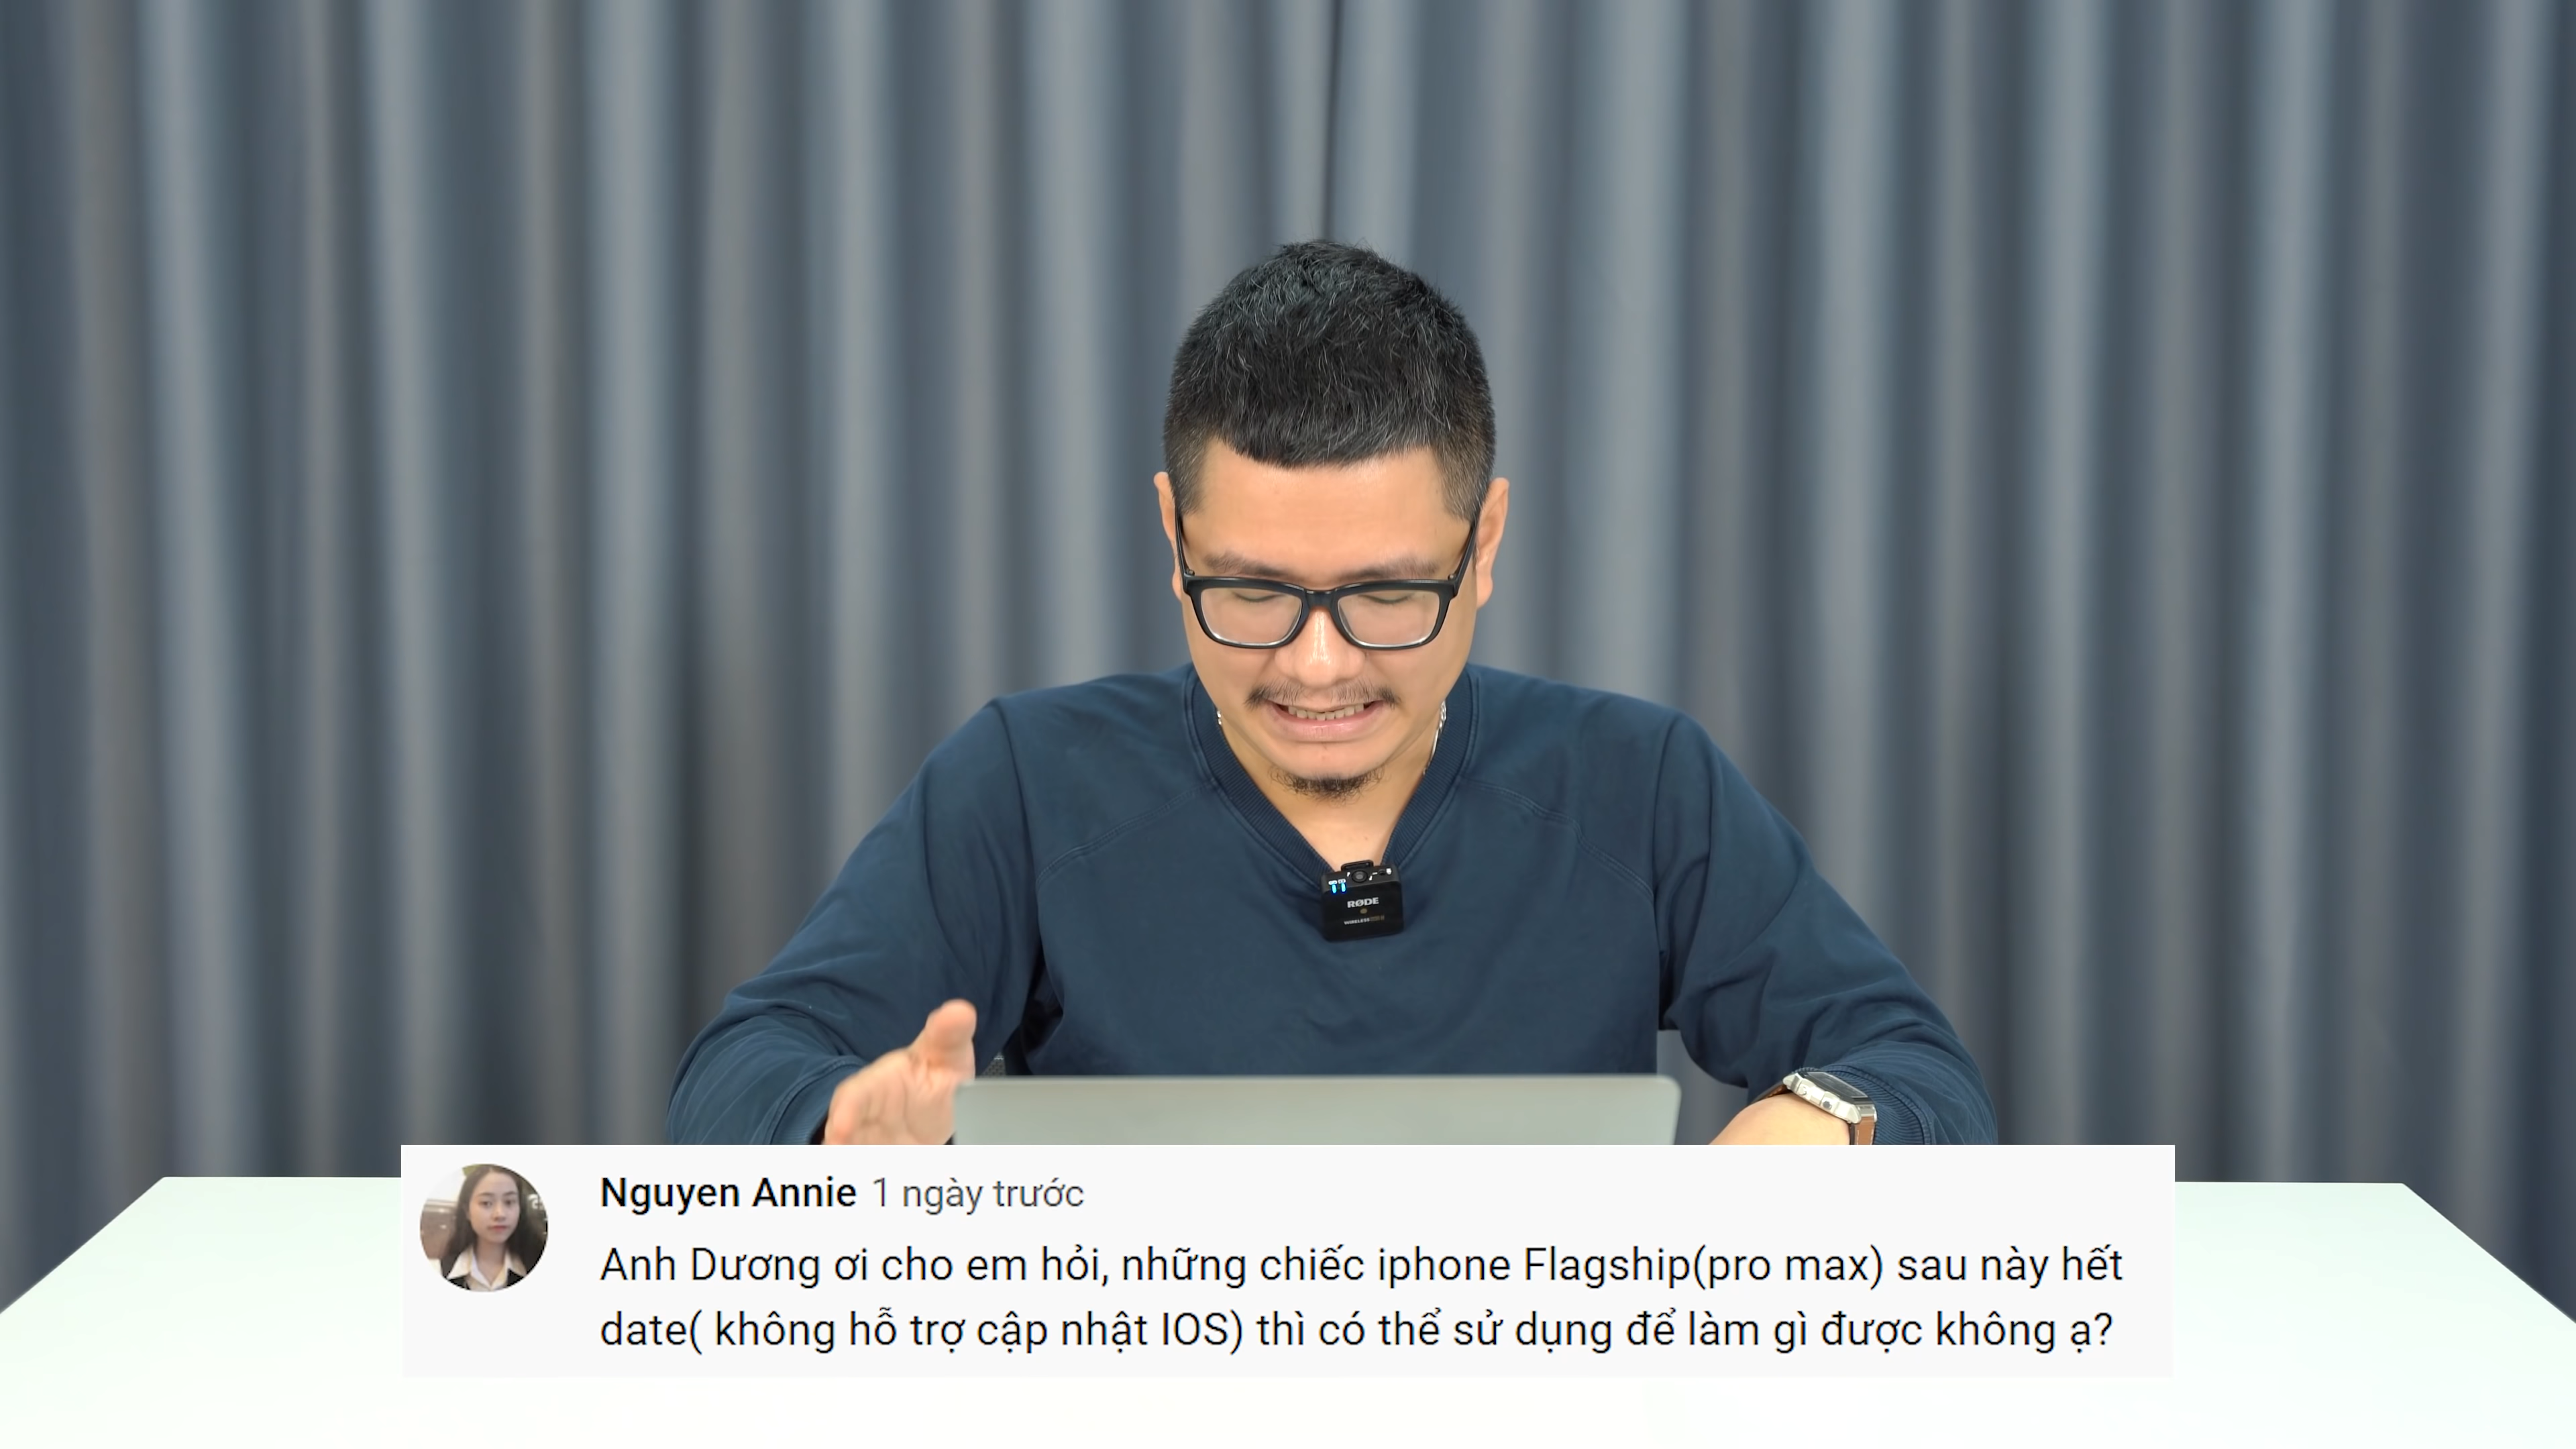 RØDE
WIRELESS
Nguyen Annie 1 ngày trước
Anh Dương ơi cho em hỏi, những chiếc iphone Flagship(pro max) sau này hết
date( không hỗ trợ cập nhật IOS) thì có thể sử dụng để làm gì được không ạ?